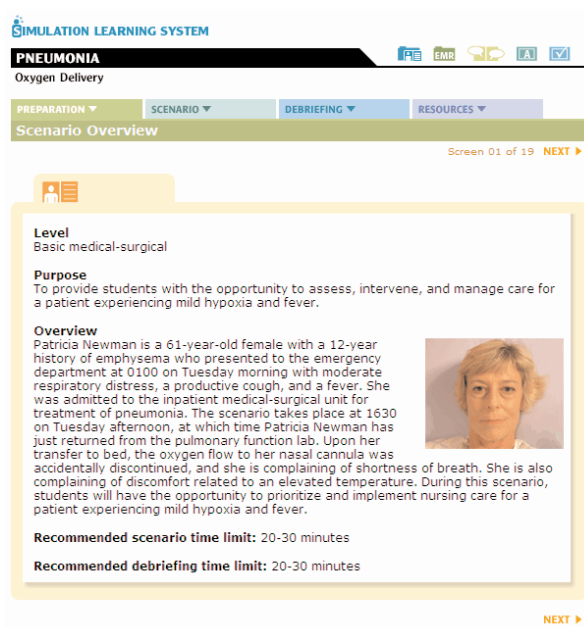 SIMULATION LEARNING SYSTEM
PNEUMONIA
EMR
A
Oxygen Delivery
PREPARATION ▼ SCENARIO ▼ DEBRIEFING ▼ RESOURCES ▼
Scenario Overview
Screen 01 of 19 NEXT ▶
Level
Basic medical-surgical
Purpose
To provide students with the opportunity to assess, intervene, and manage care for
a patient experiencing mild hypoxia and fever.
Overview
Patricia Newman is a 61-year-old female with a 12-year
history of emphysema who presented to the emergency
department at 0100 on Tuesday morning with moderate
respiratory distress, a productive cough, and a fever. She
was admitted to the inpatient medical-surgical unit for
treatment of pneumonia. The scenario takes place at 1630
on Tuesday afternoon, at which time Patricia Newman has
just returned from the pulmonary function lab. Upon her
transfer to bed, the oxygen flow to her nasal cannula was
accidentally discontinued, and she is complaining of shortness of breath. She is also
complaining of discomfort related to an elevated temperature. During this scenario,
students will have the opportunity to prioritize and implement nursing care for a
patient experiencing mild hypoxia and fever.
Recommended scenario time limit: 20-30 minutes
Recommended debriefing time limit: 20-30 minutes
NEXT ▶